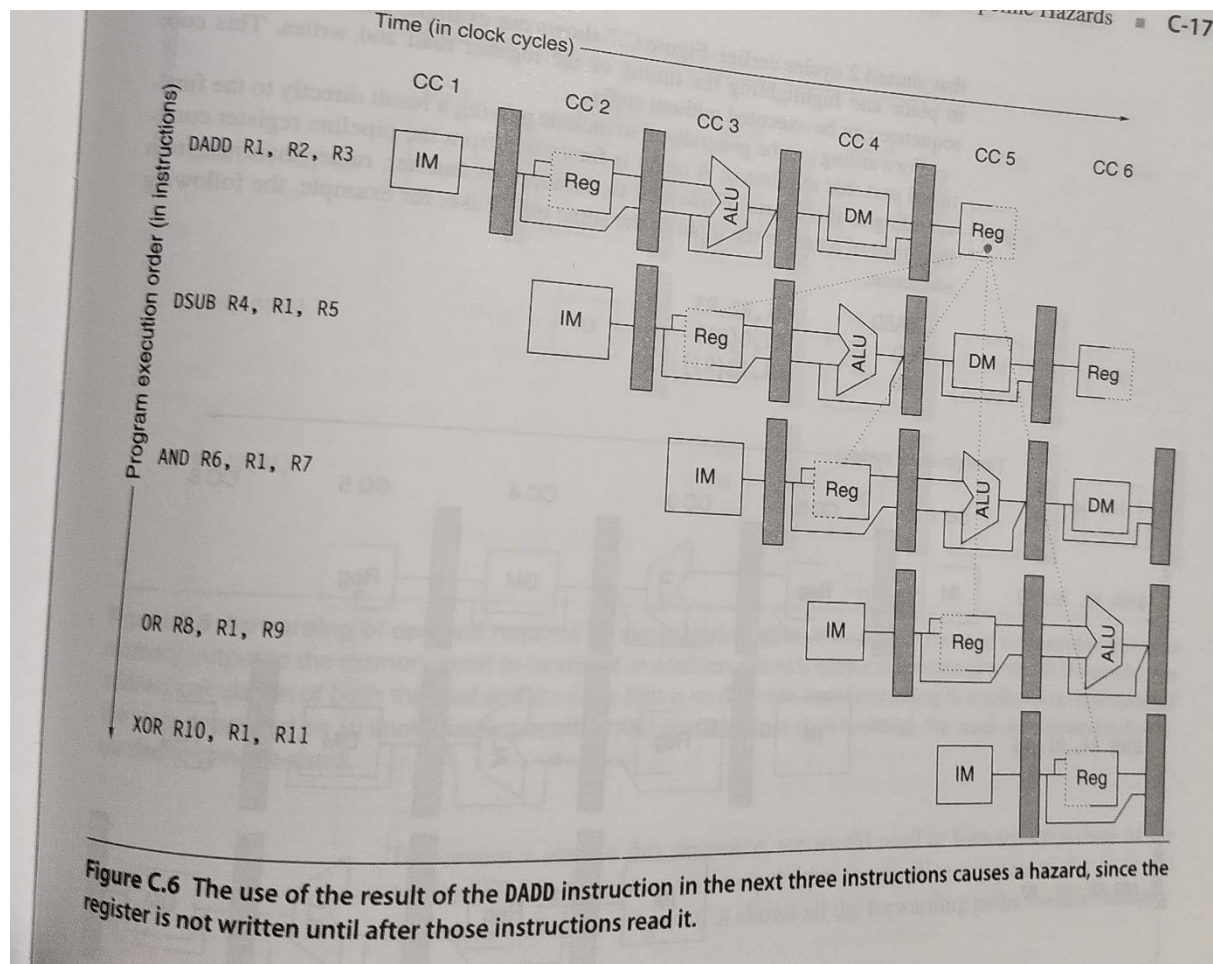 Hazards ■ C-17
Time (in clock cycles)
CC 1 CC 2 CC 3 CC 4 CC 5 CC 6
Program execution order (in instructions)
DADD R1, R2, R3
IM Reg ALU DM Reg
DSUB R4, R1, R5
IM Reg ALU DM Reg
AND R6, R1, R7
IM Reg ALU DM
OR R8, R1, R9
IM Reg ALU
XOR R10, R1, R11
IM Reg
Figure C.6 The use of the result of the DADD instruction in the next three instructions causes a hazard, since the
register is not written until after those instructions read it.